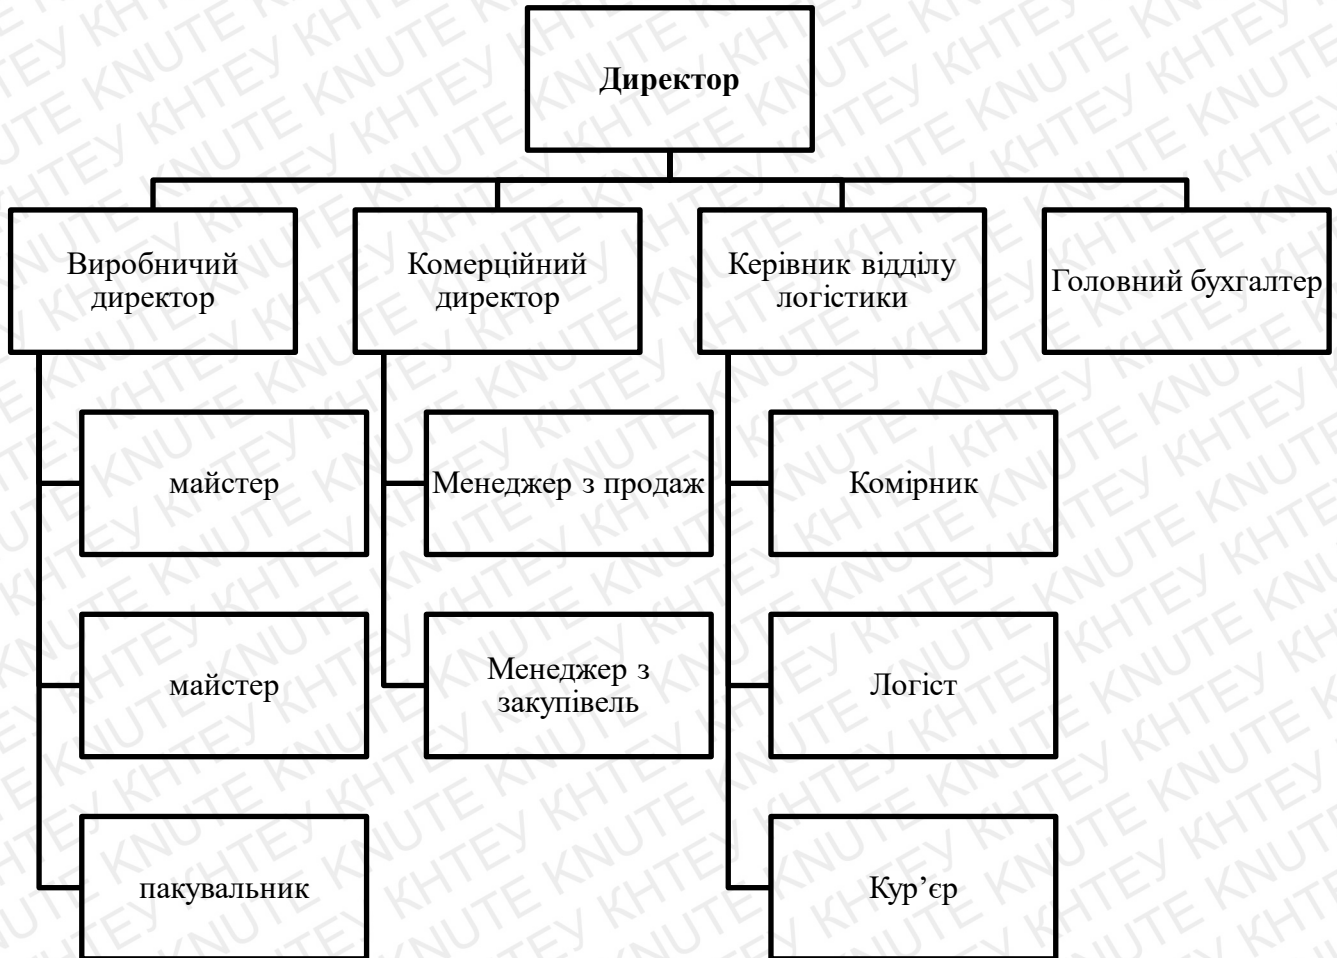 Директор
Виробничий
директор
Комерційний
директор
Керівник відділу
логістики
Головний бухгалтер
майстер
Менеджер з продаж
Комірник
майстер
Менеджер з
закупівель
Логіст
пакувальник
Кур’єр